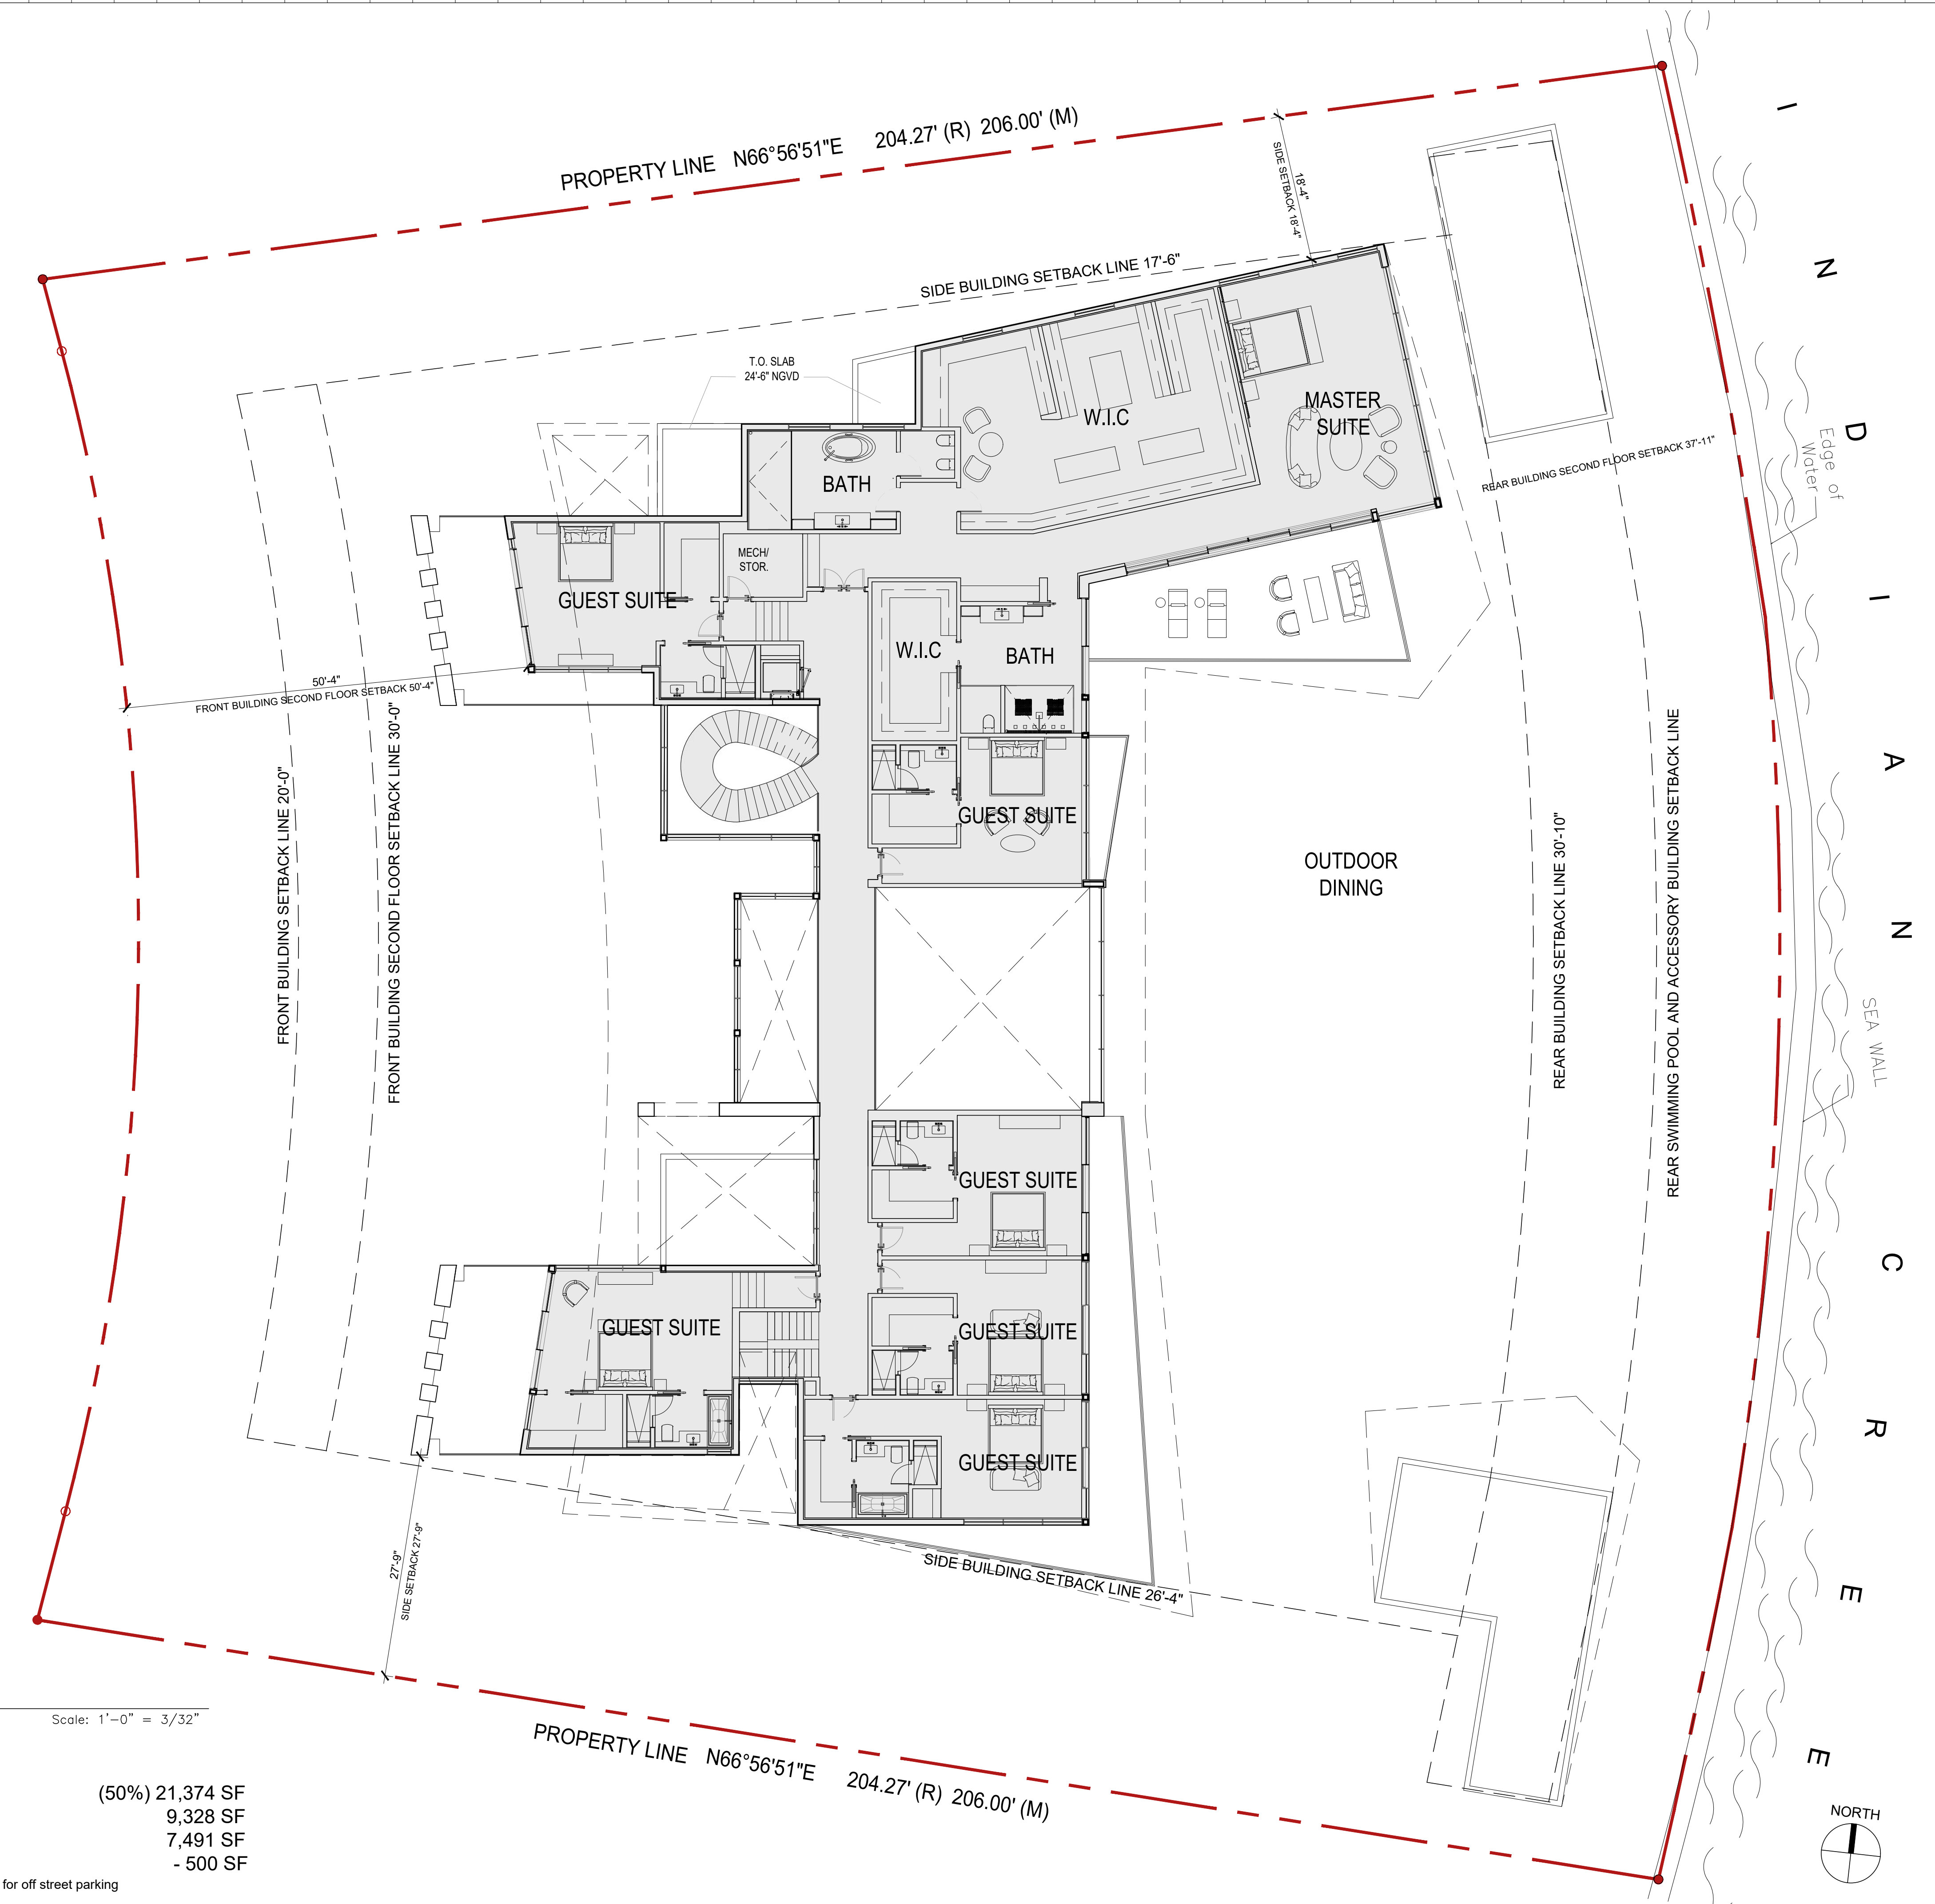 PROPERTY LINE N66°56'51"E 204.27' (R) 206.00' (M)
18'-4"
SIDE SETBACK 18'-4"
SIDE BUILDING SETBACK LINE 17'-6"
T.O. SLAB
24'-6" NGVD
W.I.C
MASTER
SUITE
BATH
REAR BUILDING SECOND FLOOR SETBACK 37'-11"
Edge of
Water
MECH/
STOR.
GUEST SUITE
W.I.C
BATH
50'-4"
FRONT BUILDING SECOND FLOOR SETBACK 50'-4"
GUEST SUITE
OUTDOOR
DINING
FRONT BUILDING SETBACK LINE 20'-0"
FRONT BUILDING SECOND FLOOR SETBACK LINE 30'-0"
REAR BUILDING SETBACK LINE 30'-10"
REAR SWIMMING POOL AND ACCESSORY BUILDING SETBACK LINE
SEA WALL
INDIAN CREE
GUEST SUITE
GUEST SUITE
GUEST SUITE
GUEST SUITE
27'-9"
SIDE SETBACK 27'-9"
SIDE BUILDING SETBACK LINE 26'-4"
PROPERTY LINE N66°56'51"E 204.27' (R) 206.00' (M)
Scale: 1'-0" = 3/32"
(50%) 21,374 SF
9,328 SF
7,491 SF
- 500 SF
for off street parking
NORTH